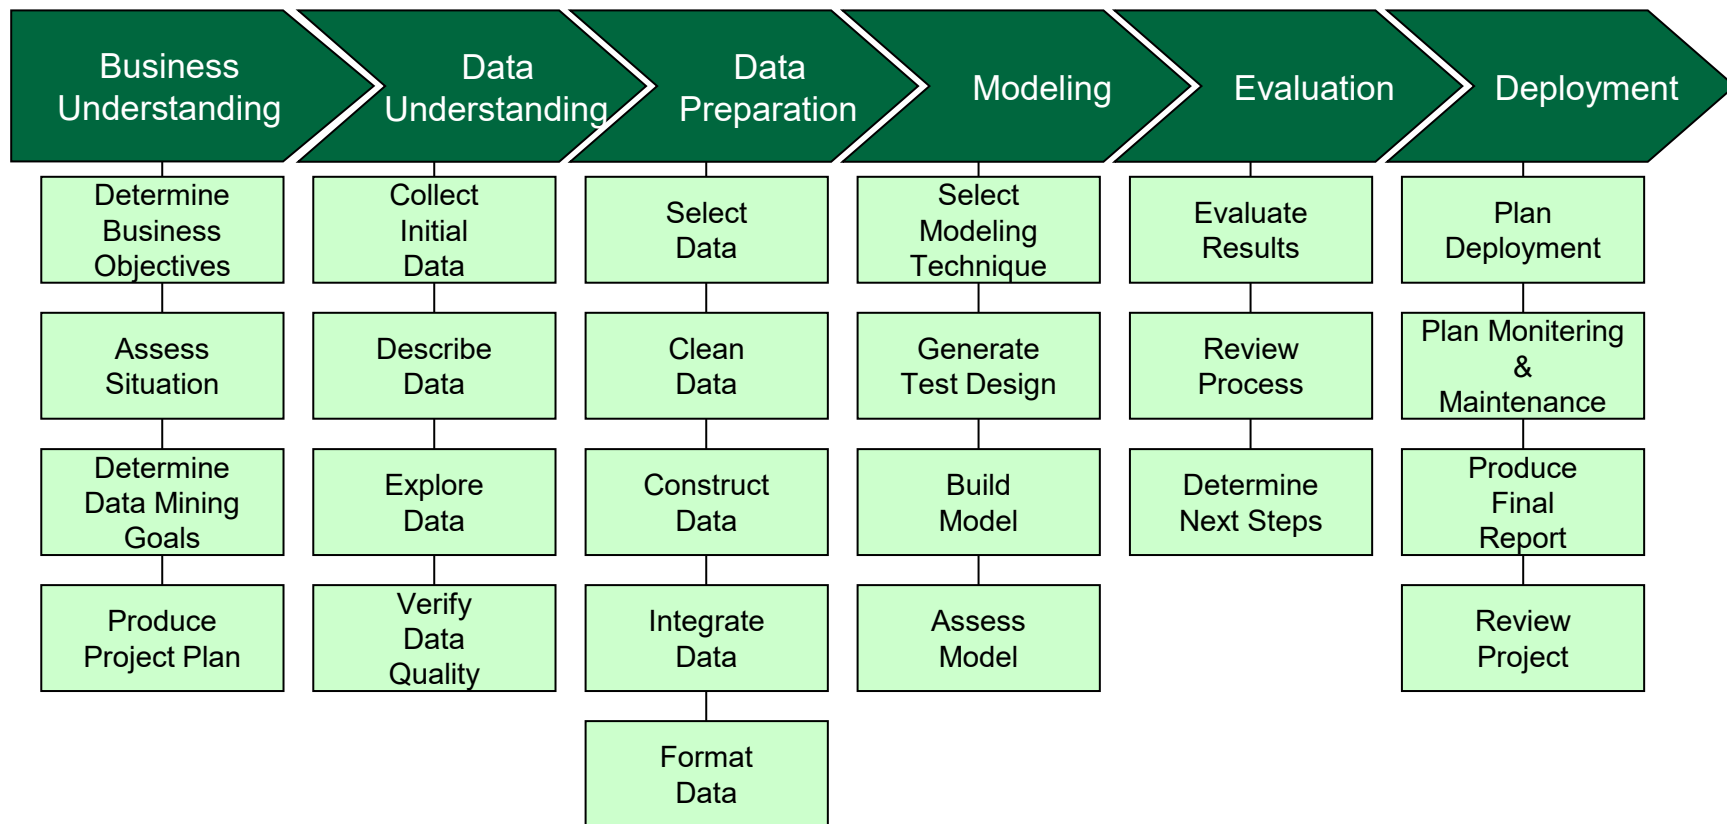 Business
Understanding
Data
Understanding
Data
Preparation
Modeling
Evaluation
Deployment
Determine
Business
Objectives
Assess
Situation
Determine
Data Mining
Goals
Produce
Project Plan
Collect
Initial
Data
Describe
Data
Explore
Data
Verify
Data
Quality
Select
Data
Clean
Data
Construct
Data
Integrate
Data
Format
Data
Select
Modeling
Technique
Generate
Test Design
Build
Model
Assess
Model
Evaluate
Results
Review
Process
Determine
Next Steps
Plan
Deployment
Plan Monitering
&
Maintenance
Produce
Final
Report
Review
Project